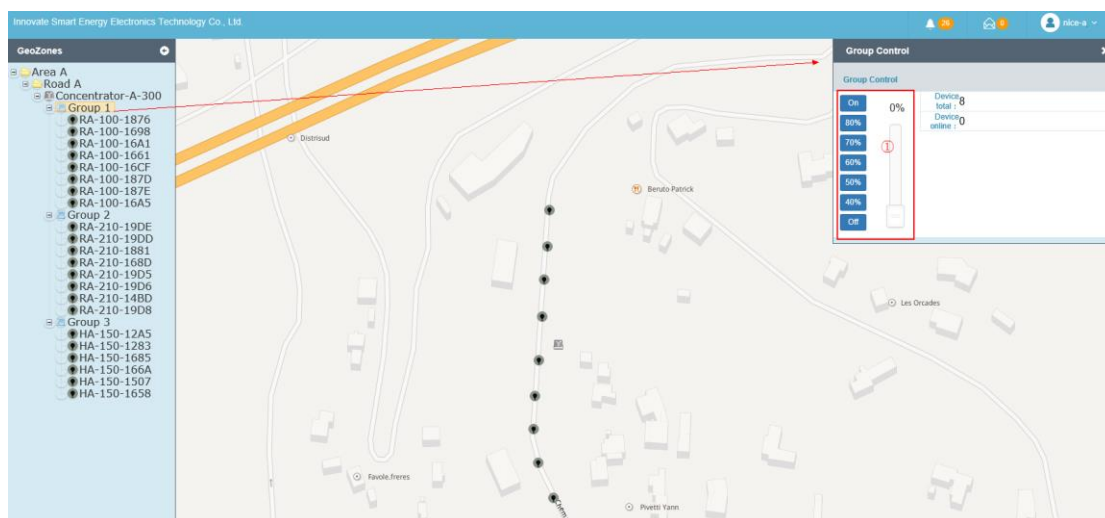 Innovate Smart Energy Electronics Technology Co., Ltd.
26
nice-a
GeoZones
Area A
Road A
Concentrator-A-300
Group 1
RA-100-1876
RA-100-1698
RA-100-16A1
RA-100-1661
RA-100-16CF
RA-100-187D
RA-100-187E
RA-100-16A5
Group 2
RA-210-19DE
RA-210-19DD
RA-210-1881
RA-210-168D
RA-210-19D5
RA-210-19D6
RA-210-14BD
RA-210-19D8
Group 3
HA-150-12A5
HA-150-1283
HA-150-1685
HA-150-166A
HA-150-1507
HA-150-1658
Distrisud
Beruto Patrick
Les Orcades
Favole.freres
Pivetti Yann
Group Control
Group Control
On
80%
70%
60%
50%
40%
Off
0%
①
Device total : 8
Device online : 0